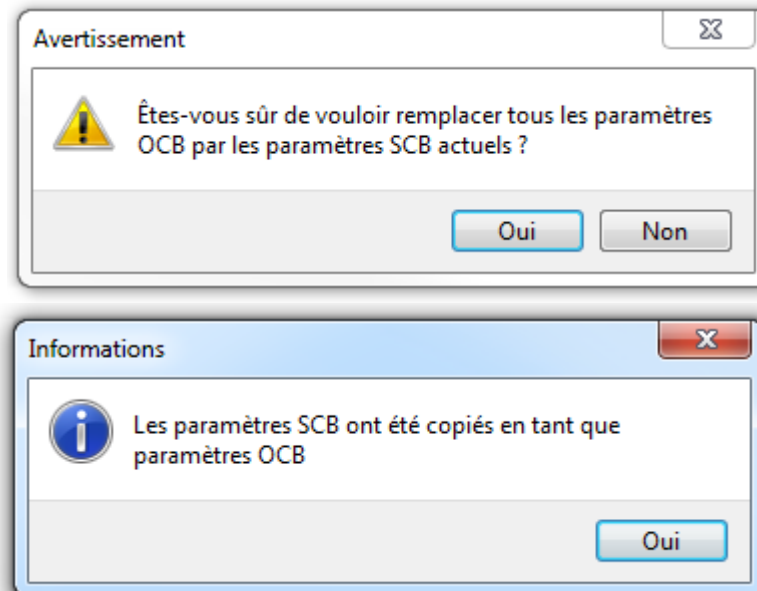 Avertissement
Êtes-vous sûr de vouloir remplacer tous les paramètres
OCB par les paramètres SCB actuels ?
Oui
Non
Informations
Les paramètres SCB ont été copiés en tant que
paramètres OCB
Oui